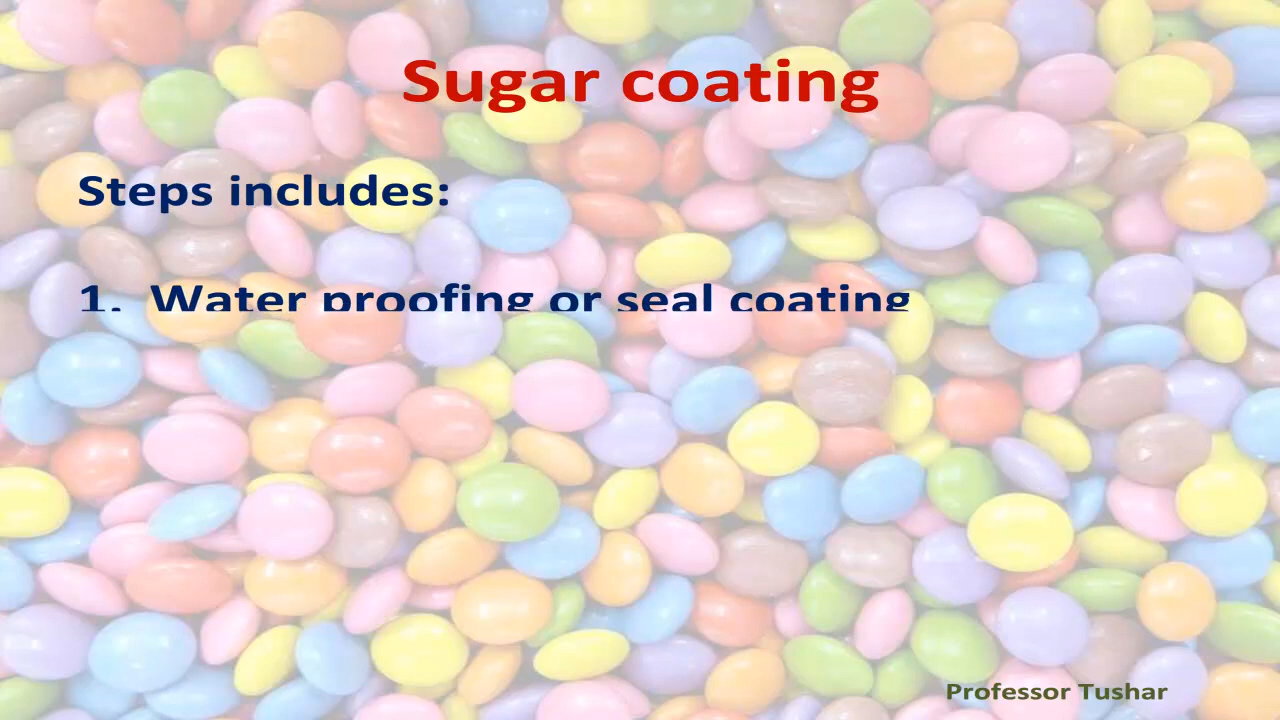 Sugar coating
Steps includes:
1. Water proofing or seal coating
Professor Tushar